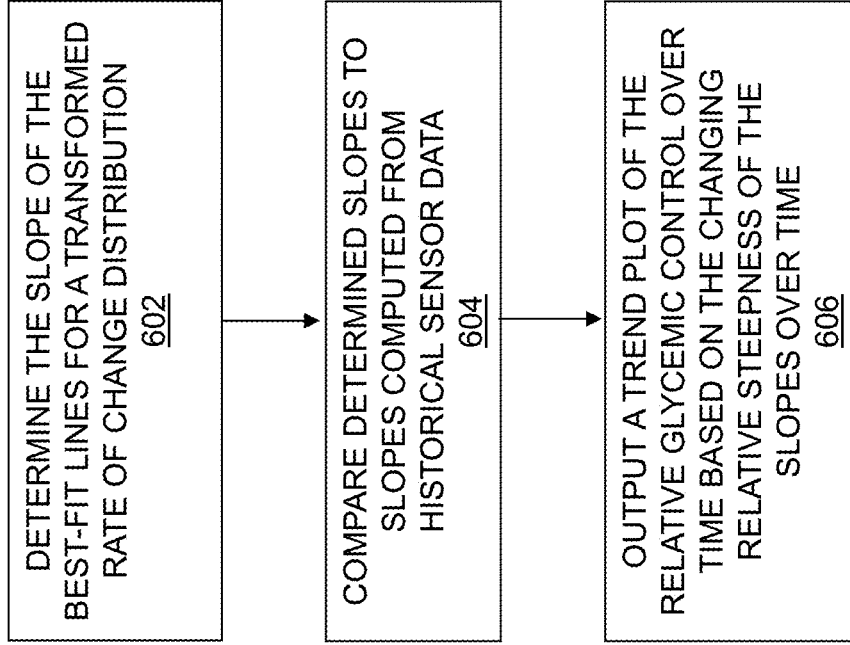 DETERMINE THE SLOPE OF THE
BEST-FIT LINES FOR A TRANSFORMED
RATE OF CHANGE DISTRIBUTION
602
COMPARE DETERMINED SLOPES TO
SLOPES COMPUTED FROM
HISTORICAL SENSOR DATA
604
OUTPUT A TREND PLOT OF THE
RELATIVE GLYCEMIC CONTROL OVER
TIME BASED ON THE CHANGING
RELATIVE STEEPNESS OF THE
SLOPES OVER TIME
606